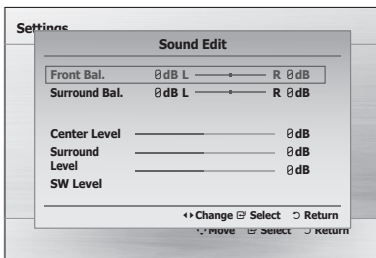 Settings
Sound Edit
Front Bal. 0dB L R 0dB
Surround Bal. 0dB L R 0dB
Center Level 0dB
Surround
Level 0dB
SW Level
Change Select Return
Move Select Return